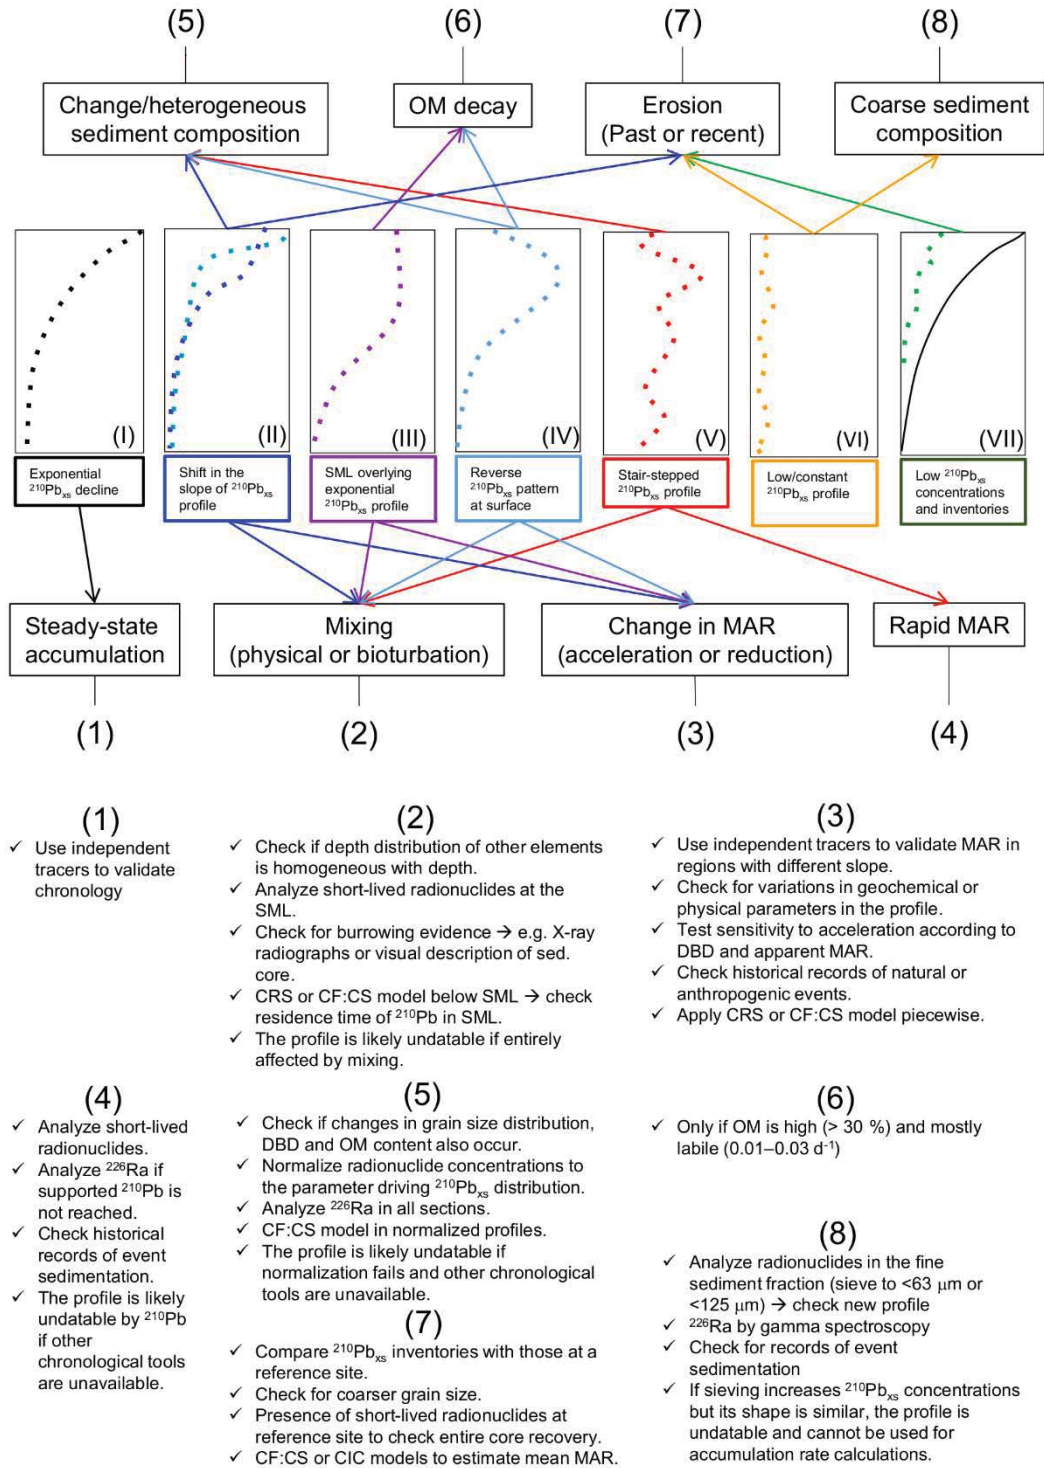 (5)
(6)
(7)
(8)
Change/heterogeneous
sediment composition
OM decay
Erosion
(Past or recent)
Coarse sediment
composition
(I)
(II)
(III)
(IV)
(V)
(VI)
(VII)
Exponential
²¹⁰Pbₓₛ decline
Shift in the
slope of ²¹⁰Pbₓₛ
profile
SML overlying
exponential
²¹⁰Pbₓₛ profile
Reverse
²¹⁰Pbₓₛ pattern
at surface
Stair-stepped
²¹⁰Pbₓₛ profile
Low/constant
²¹⁰Pbₓₛ profile
Low ²¹⁰Pbₓₛ
concentrations
and inventories
Steady-state
accumulation
Mixing
(physical or bioturbation)
Change in MAR
(acceleration or reduction)
Rapid MAR
(1)
(2)
(3)
(4)
(1)
✓ Use independent
tracers to validate
chronology
(2)
✓ Check if depth distribution of other elements
is homogeneous with depth.
✓ Analyze short-lived radionuclides at the
SML.
✓ Check for burrowing evidence → e.g. X-ray
radiographs or visual description of sed.
core.
✓ CRS or CF:CS model below SML → check
residence time of ²¹⁰Pb in SML.
✓ The profile is likely undatable if entirely
affected by mixing.
(3)
✓ Use independent tracers to validate MAR in
regions with different slope.
✓ Check for variations in geochemical or
physical parameters in the profile.
✓ Test sensitivity to acceleration according to
DBD and apparent MAR.
✓ Check historical records of natural or
anthropogenic events.
✓ Apply CRS or CF:CS model piecewise.
(4)
✓ Analyze short-lived
radionuclides.
✓ Analyze ²²⁶Ra if
supported ²¹⁰Pb is
not reached.
✓ Check historical
records of event
sedimentation.
✓ The profile is likely
undatable by ²¹⁰Pb
if other
chronological tools
are unavailable.
(5)
✓ Check if changes in grain size distribution,
DBD and OM content also occur.
✓ Normalize radionuclide concentrations to
the parameter driving ²¹⁰Pbₓₛ distribution.
✓ Analyze ²²⁶Ra in all sections.
✓ CF:CS model in normalized profiles.
✓ The profile is likely undatable if
normalization fails and other chronological
tools are unavailable.
(6)
✓ Only if OM is high (> 30 %) and mostly
labile (0.01–0.03 d⁻¹)
(7)
✓ Compare ²¹⁰Pbₓₛ inventories with those at a
reference site.
✓ Check for coarser grain size.
✓ Presence of short-lived radionuclides at
reference site to check entire core recovery.
✓ CF:CS or CIC models to estimate mean MAR.
(8)
✓ Analyze radionuclides in the fine
sediment fraction (sieve to <63 μm or
<125 μm) → check new profile
✓ ²²⁶Ra by gamma spectroscopy
✓ Check for records of event
sedimentation
✓ If sieving increases ²¹⁰Pbₓₛ concentrations
but its shape is similar, the profile is
undatable and cannot be used for
accumulation rate calculations.